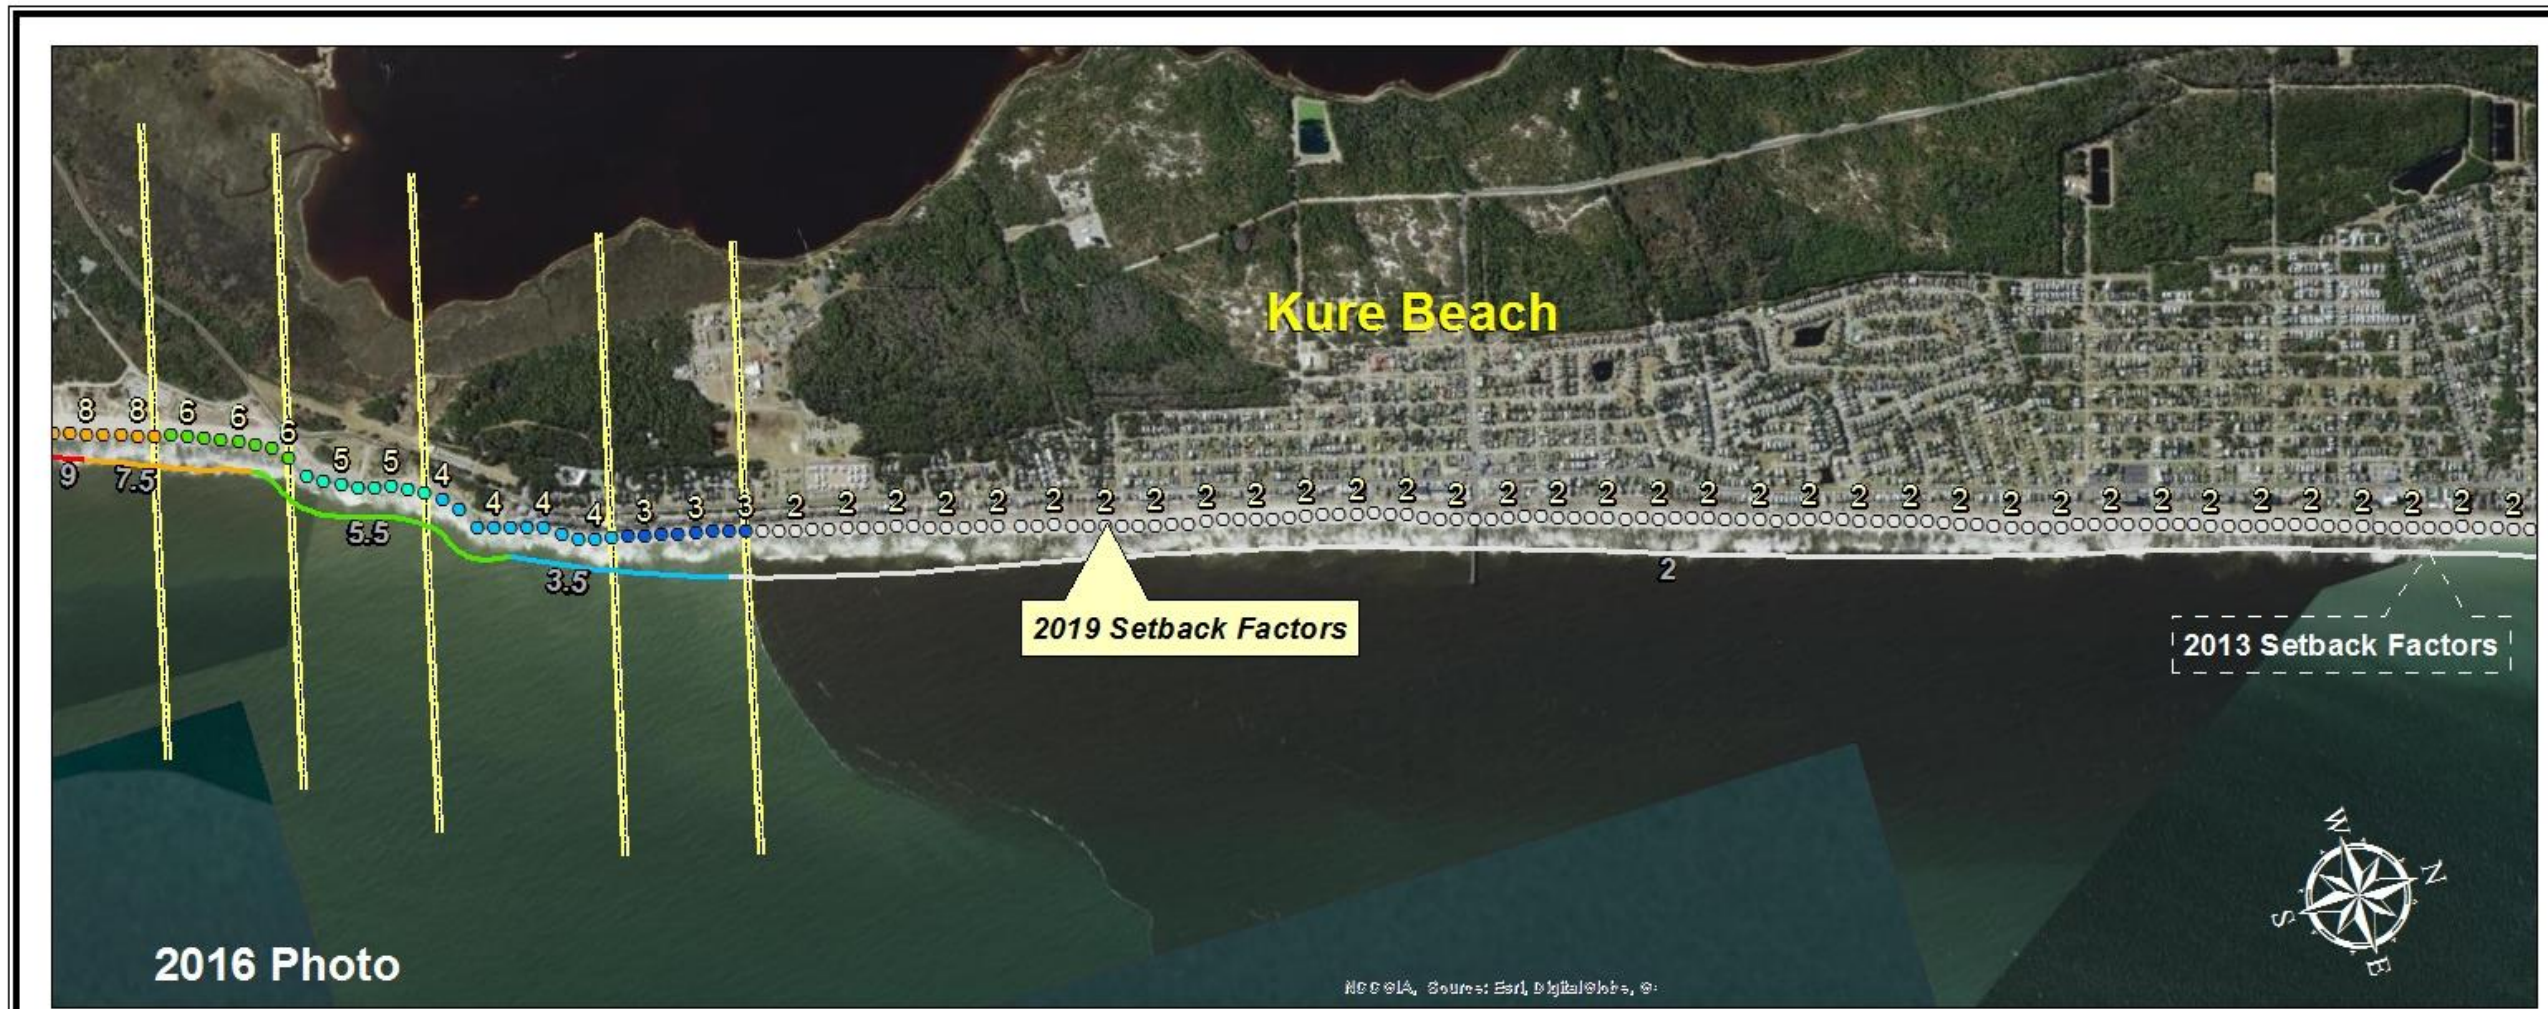 Kure Beach
8 8 6 6 6 5 5 4 4 4 4 3 3 3 2 2 2 2 2 2 2 2 2 2 2 2 2 2 2 2 2 2 2 2 2 2 2 2 2 2 2 2 2 2 2 2 2 2 2
9 7.5 5.5 3.5 2
2019 Setback Factors
2013 Setback Factors
W
N
S
E
2016 Photo
Source: Esri, DigitalGlobe,